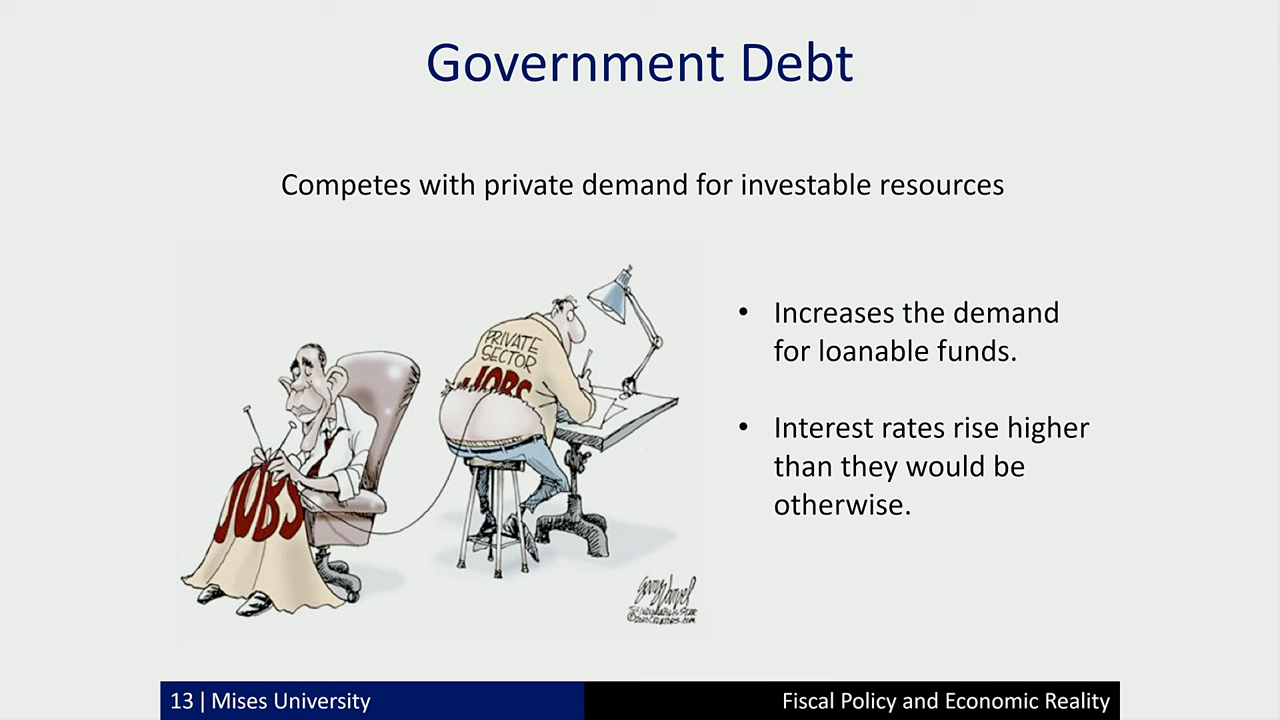 Government Debt
Competes with private demand for investable resources
• Increases the demand
for loanable funds.
• Interest rates rise higher
than they would be
otherwise.
PRIVATE
SECTOR
JOBS
JOBS
13 | Mises University
Fiscal Policy and Economic Reality